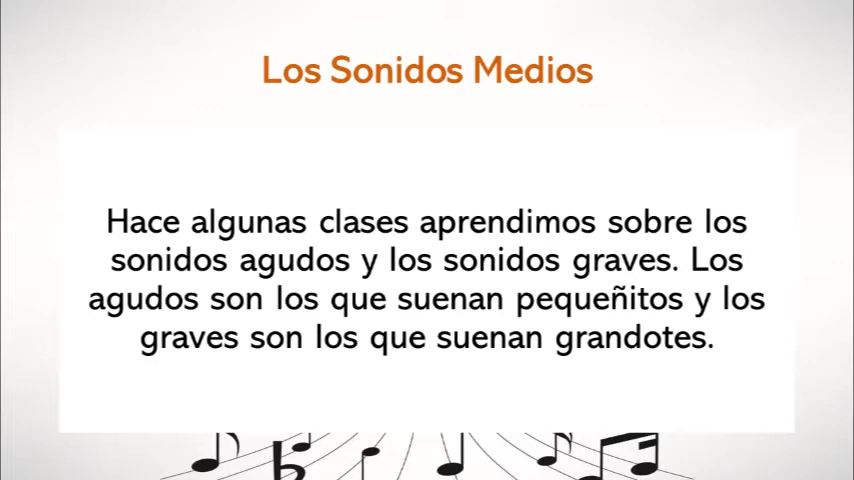 Los Sonidos Medios
Hace algunas clases aprendimos sobre los
sonidos agudos y los sonidos graves. Los
agudos son los que suenan pequeñitos y los
graves son los que suenan grandotes.